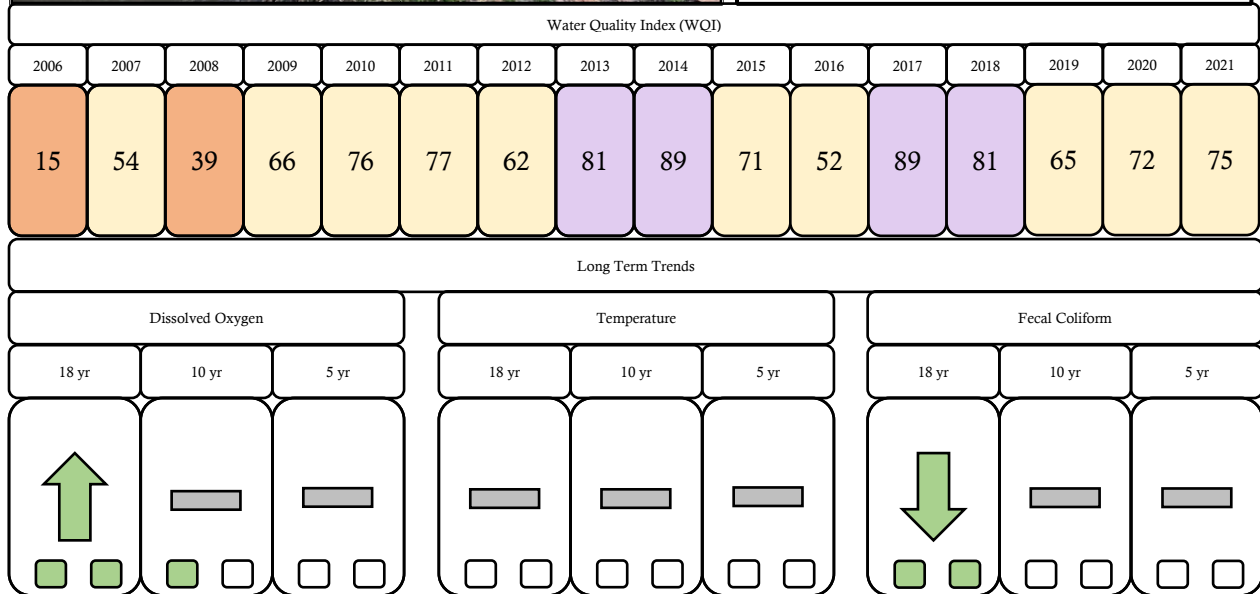 Water Quality Index (WQI)
2006 2007 2008 2009 2010 2011 2012 2013 2014 2015 2016 2017 2018 2019 2020 2021
15 54 39 66 76 77 62 81 89 71 52 89 81 65 72 75
Long Term Trends
Dissolved Oxygen Temperature Fecal Coliform
18 yr 10 yr 5 yr 18 yr 10 yr 5 yr 18 yr 10 yr 5 yr